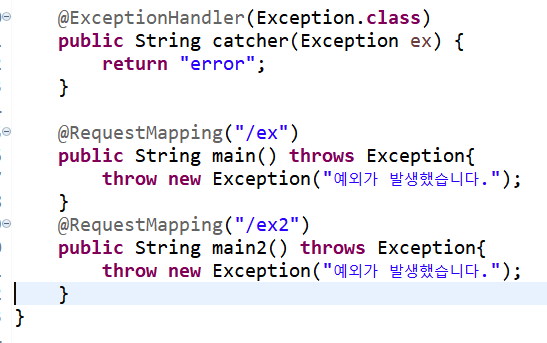 @ExceptionHandler(Exception.class)
public String catcher(Exception ex) {
return "error";
}
@RequestMapping("/ex")
public String main() throws Exception{
throw new Exception("예외가 발생했습니다.");
}
@RequestMapping("/ex2")
public String main2() throws Exception{
throw new Exception("예외가 발생했습니다.");
}
}